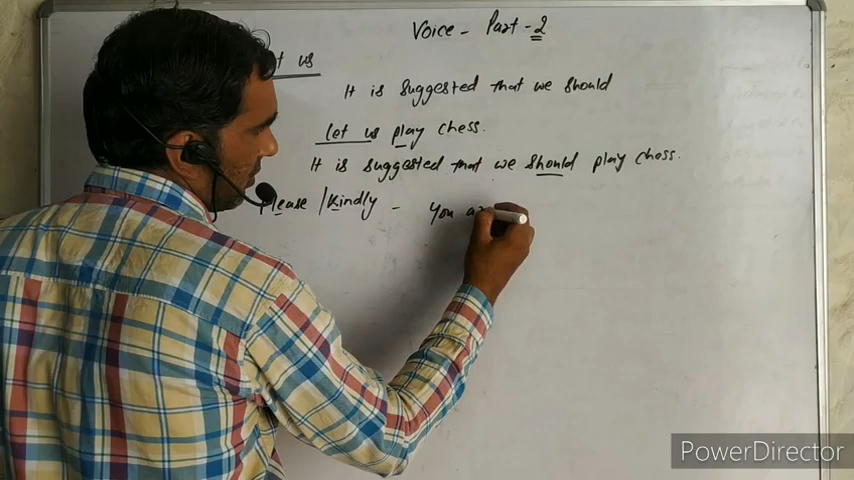 Voice - Part - 2
us
It is suggested that we should
let us play chess.
It is suggested that we should play chess.
Please / Kindly - You
PowerDirector